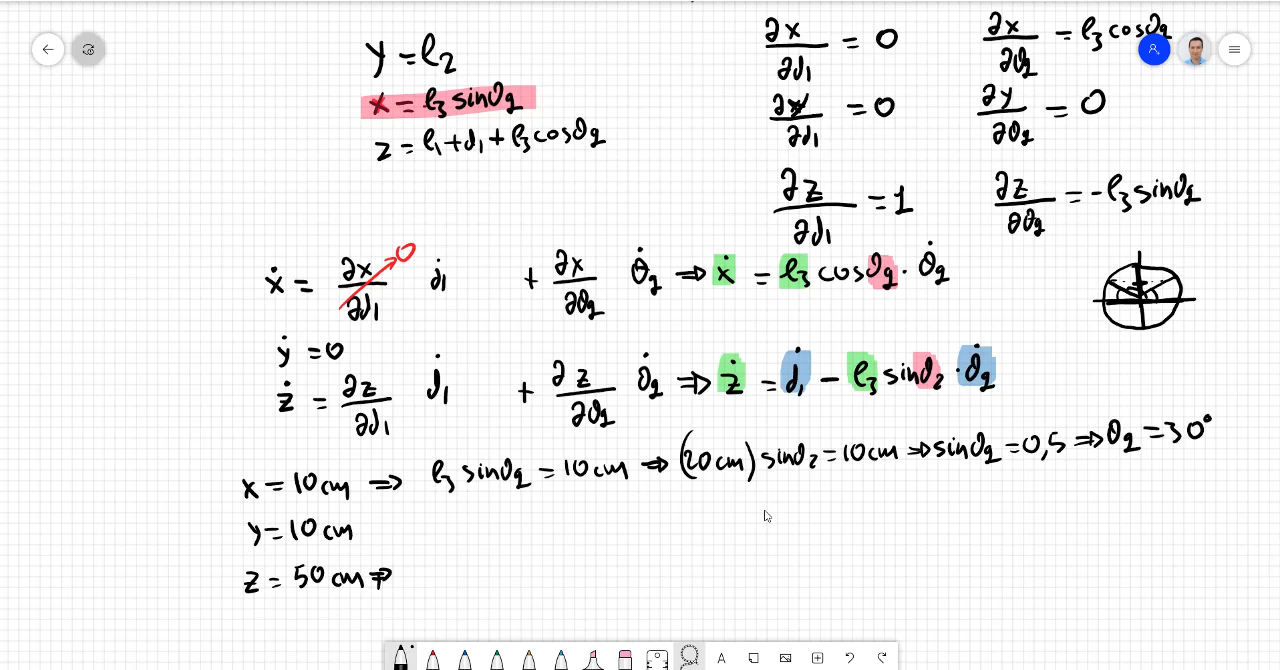 y = l₂
x = l₃ sinθ₂
z = l₁ + d₁ + l₃ cosθ₂
∂x/∂d₁ = 0
∂x/∂θ₂ = l₃ cosθ₂
∂y/∂d₁ = 0
∂y/∂θ₂ = 0
∂z/∂d₁ = 1
∂z/∂θ₂ = -l₃ sinθ₂
ẋ = ∂x/∂d₁ 0 ḋ₁ + ∂x/∂θ₂ θ̇₂ ⇒ ẋ = l₃ cosθ₂ · θ̇₂
ẏ = 0
ż = ∂z/∂d₁ ḋ₁ + ∂z/∂θ₂ θ̇₂ ⇒ ż = ḋ₁ - l₃ sinθ₂ · θ̇₂
x = 10 cm ⇒ l₃ sinθ₂ = 10 cm ⇒ (20 cm) sinθ₂ = 10 cm ⇒ sinθ₂ = 0,5 ⇒ θ₂ = 30°
y = 10 cm
z = 50 cm ⇒
A